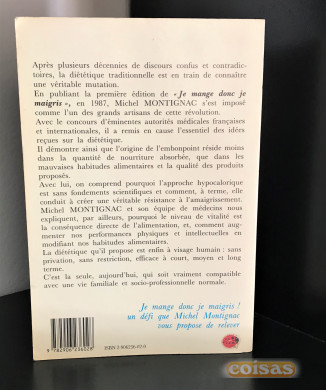 Après plusieurs décennies de discours confus et contradic-
toires, la diététique traditionnelle est en train de connaître
une véritable mutation.
En publiant la première édition de « Je mange donc je
maigris », en 1987, Michel MONTIGNAC s'est imposé
comme l'un des grands artisans de cette révolution.
Avec le concours d'éminentes autorités médicales françaises
et internationales, il a remis en cause l'essentiel des idées
reçues sur la diététique.
Il démontre ainsi que l'origine de l'embonpoint réside moins
dans la quantité de nourriture absorbée, que dans les
mauvaises habitudes alimentaires et la qualité des produits
proposés.
Avec lui, on comprend pourquoi l'approche hypocalorique
est sans fondements scientifiques et comment, à terme, elle
conduit à créer une véritable résistance à l'amaigrissement.
Michel MONTIGNAC et son équipe de médecins nous
expliquent, par ailleurs, pourquoi le niveau de vitalité est
la conséquence directe de l'alimentation, et, comment aug-
menter nos performances physiques et intellectuelles en
modifiant nos habitudes alimentaires.
La diététique qu'il propose est enfin à visage humain : sans
privation, sans restriction, efficace à court, moyen et long
terme.
C'est la seule, aujourd'hui, qui soit vraiment compatible
avec une vie familiale et socio-professionnelle normale.
Je mange donc je maigris !
un défi que Michel Montignac
vous propose de relever
ISBN
coisas